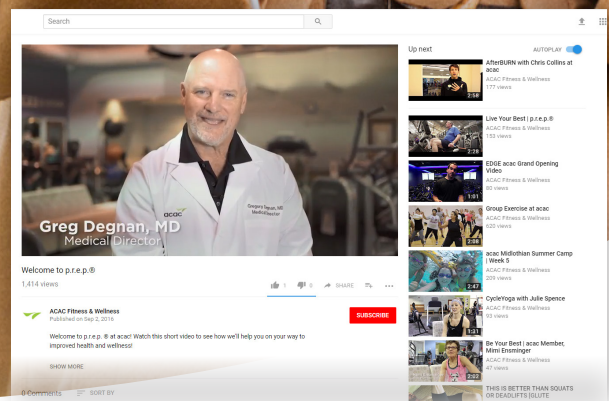 Search
acac
Gregory Degnan, MD
Medical Director
Greg Degnan, MD
Medical Director
Welcome to p.r.e.p.®
1,414 views
1
0
SHARE
ACAC Fitness & Wellness
Published on Sep 2, 2016
SUBSCRIBE
Welcome to p.r.e.p. ® at acac! Watch this short video to see how we'll help you on your way to
improved health and wellness!
SHOW MORE
0 Comments
SORT BY
Up next
AUTOPLAY
AfterBURN with Chris Collins at
acac
ACAC Fitness & Wellness
177 views
2:58
Live Your Best | p.r.e.p.®
ACAC Fitness & Wellness
153 views
2:28
EDGE acac Grand Opening
Video
ACAC Fitness & Wellness
80 views
1:01
Group Exercise at acac
ACAC Fitness & Wellness
620 views
2:08
acac Midlothian Summer Camp
| Week 5
ACAC Fitness & Wellness
209 views
2:47
CycleYoga with Julie Spence
ACAC Fitness & Wellness
93 views
1:31
Be Your Best | acac Member,
Mimi Ensminger
ACAC Fitness & Wellness
47 views
3:02
THIS IS BETTER THAN SQUATS
OR DEADLIFTS |GLUTE